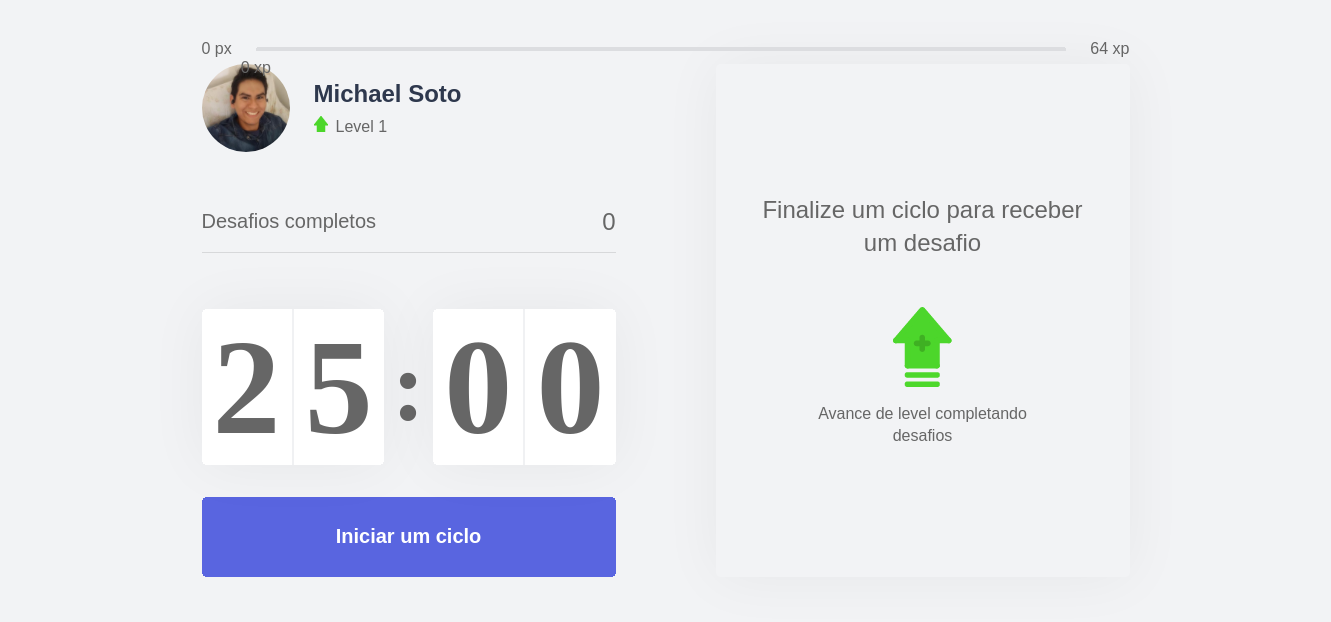 0 px
64 xp
0 xp
Michael Soto
Level 1
Desafios completos 0
25:00
Iniciar um ciclo
Finalize um ciclo para receber
um desafio
Avance de level completando
desafios